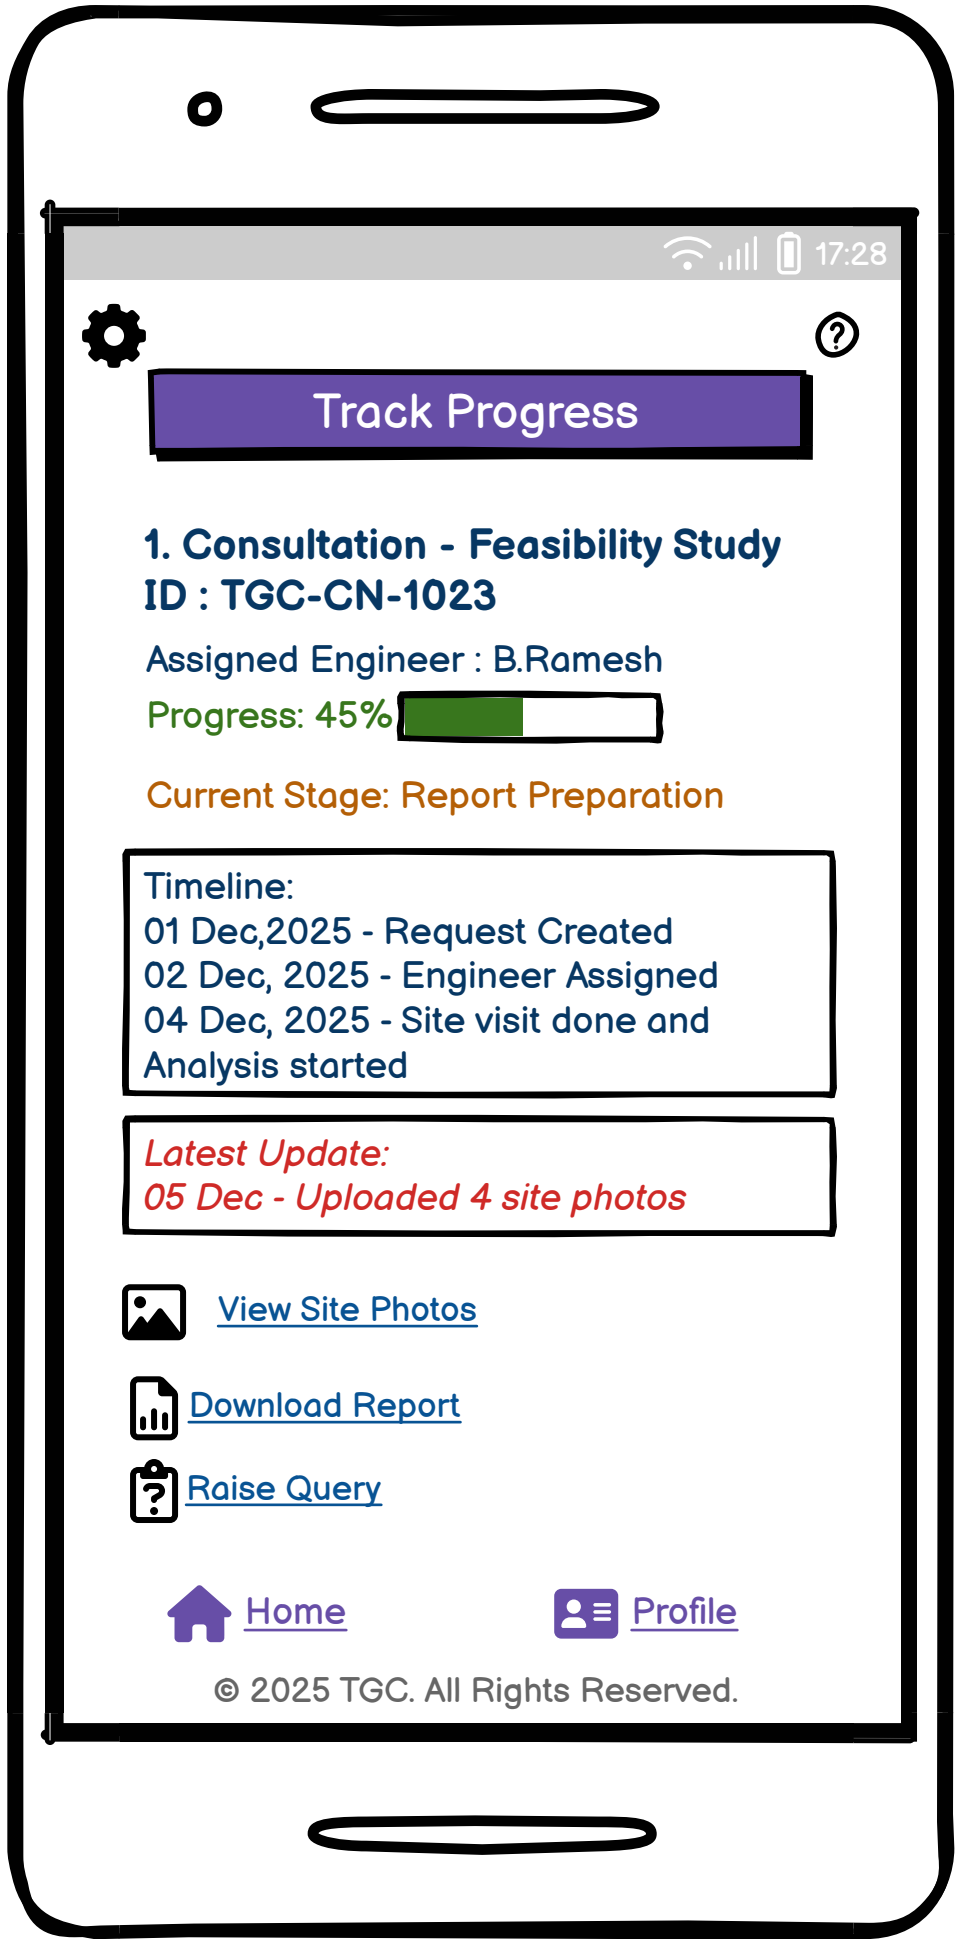 17:28
Track Progress
1. Consultation - Feasibility Study
ID : TGC-CN-1023
Assigned Engineer : B.Ramesh
Progress: 45%
Current Stage: Report Preparation
Timeline:
01 Dec,2025 - Request Created
02 Dec, 2025 - Engineer Assigned
04 Dec, 2025 - Site visit done and
Analysis started
Latest Update:
05 Dec - Uploaded 4 site photos
View Site Photos
Download Report
Raise Query
Home Profile
© 2025 TGC. All Rights Reserved.